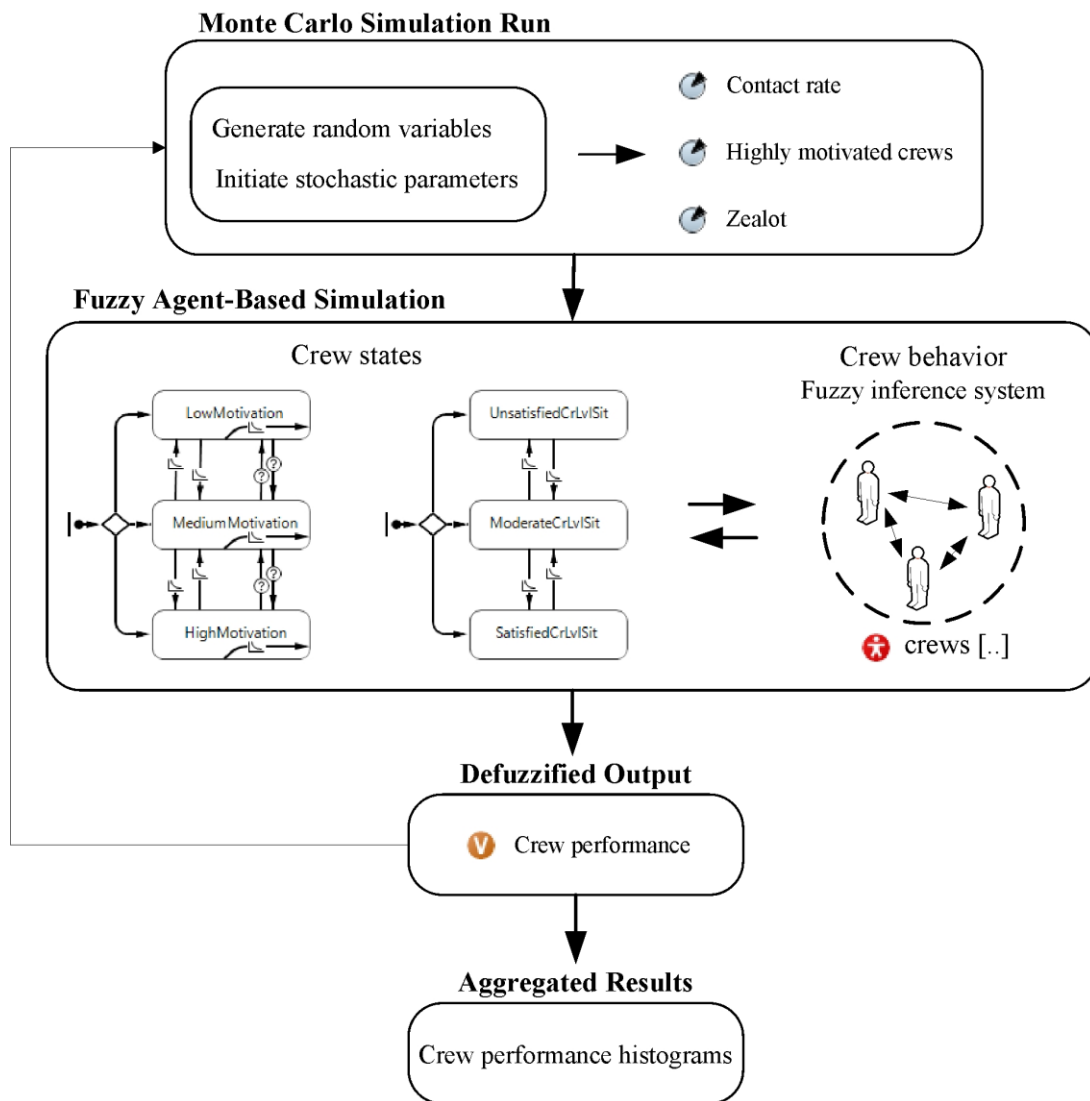 Monte Carlo Simulation Run
Generate random variables
Initiate stochastic parameters
Contact rate
Highly motivated crews
Zealot
Fuzzy Agent-Based Simulation
Crew states
LowMotivation
? ?
MediumMotivation
? ?
HighMotivation
UnsatisfiedCrLvlSit
ModerateCrLvlSit
SatisfiedCrLvlSit
Crew behavior
Fuzzy inference system
crews [..]
Defuzzified Output
V Crew performance
Aggregated Results
Crew performance histograms